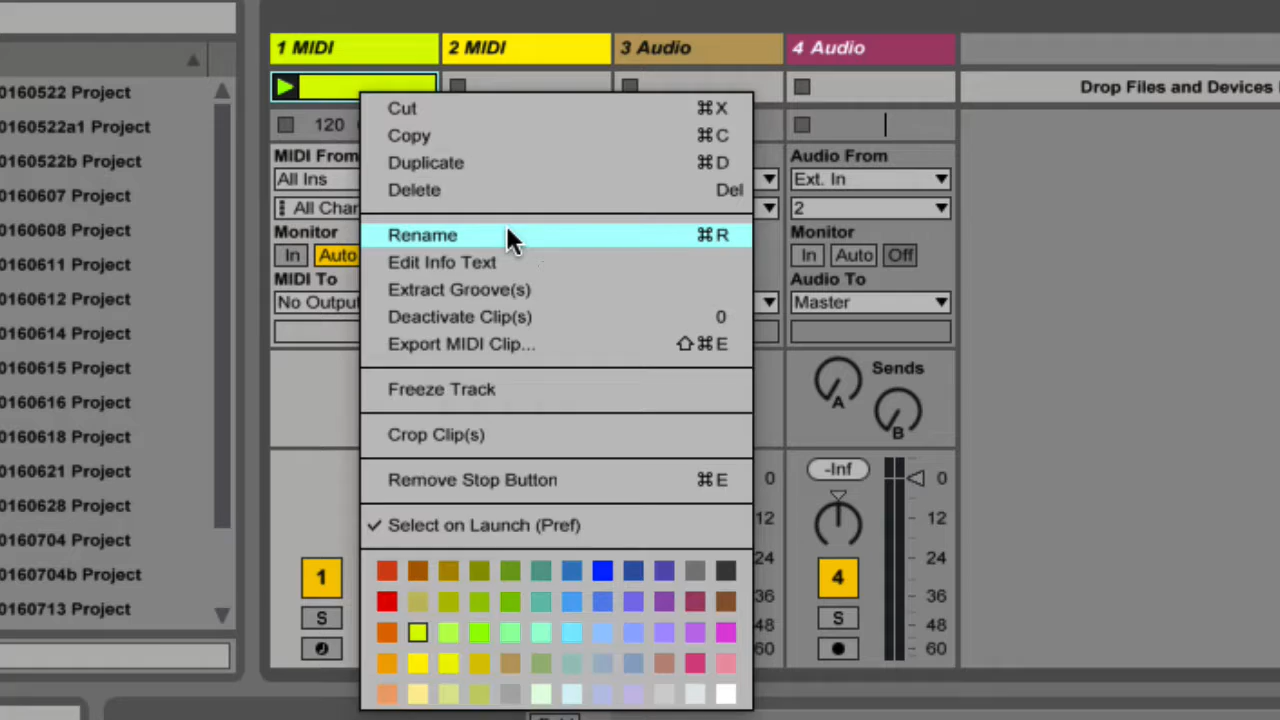 1 MIDI
2 MIDI
3 Audio
4 Audio
Drop Files and Devices
120
0160522 Project
0160522a1 Project
0160522b Project
0160607 Project
0160608 Project
0160611 Project
0160612 Project
0160614 Project
0160615 Project
0160616 Project
0160618 Project
0160621 Project
0160628 Project
0160704 Project
0160704b Project
0160713 Project
MIDI From
All Ins
All Chan
Monitor
In
Auto
MIDI To
No Output
1
S
Cut ⌘X
Copy ⌘C
Duplicate ⌘D
Delete Del
Rename ⌘R
Edit Info Text
Extract Groove(s)
Deactivate Clip(s) 0
Export MIDI Clip... ⇧⌘E
Freeze Track
Crop Clip(s)
Remove Stop Button ⌘E
✓ Select on Launch (Pref)
0
12
24
36
48
60
Audio From
Ext. In
2
Monitor
In Auto Off
Audio To
Master
Sends
A
B
-Inf
0
12
24
36
48
60
4
S